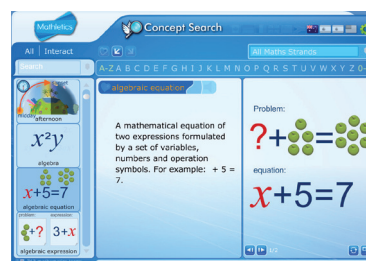 Mathletics
Concept Search
All Interact
Search
All Maths Strands
A-Z A B C D E F G H I J K L M N O P Q R S T U V W X Y Z 0-
algebraic equation
afternoon
x²y
algebra
x+5=7
algebraic equation
problem: expression:
+? 3+x
algebraic expression
A mathematical equation of
two expressions formulated
by a set of variables,
numbers and operation
symbols. For example: + 5 =
7.
Problem:
?+ =
equation:
x+5=7